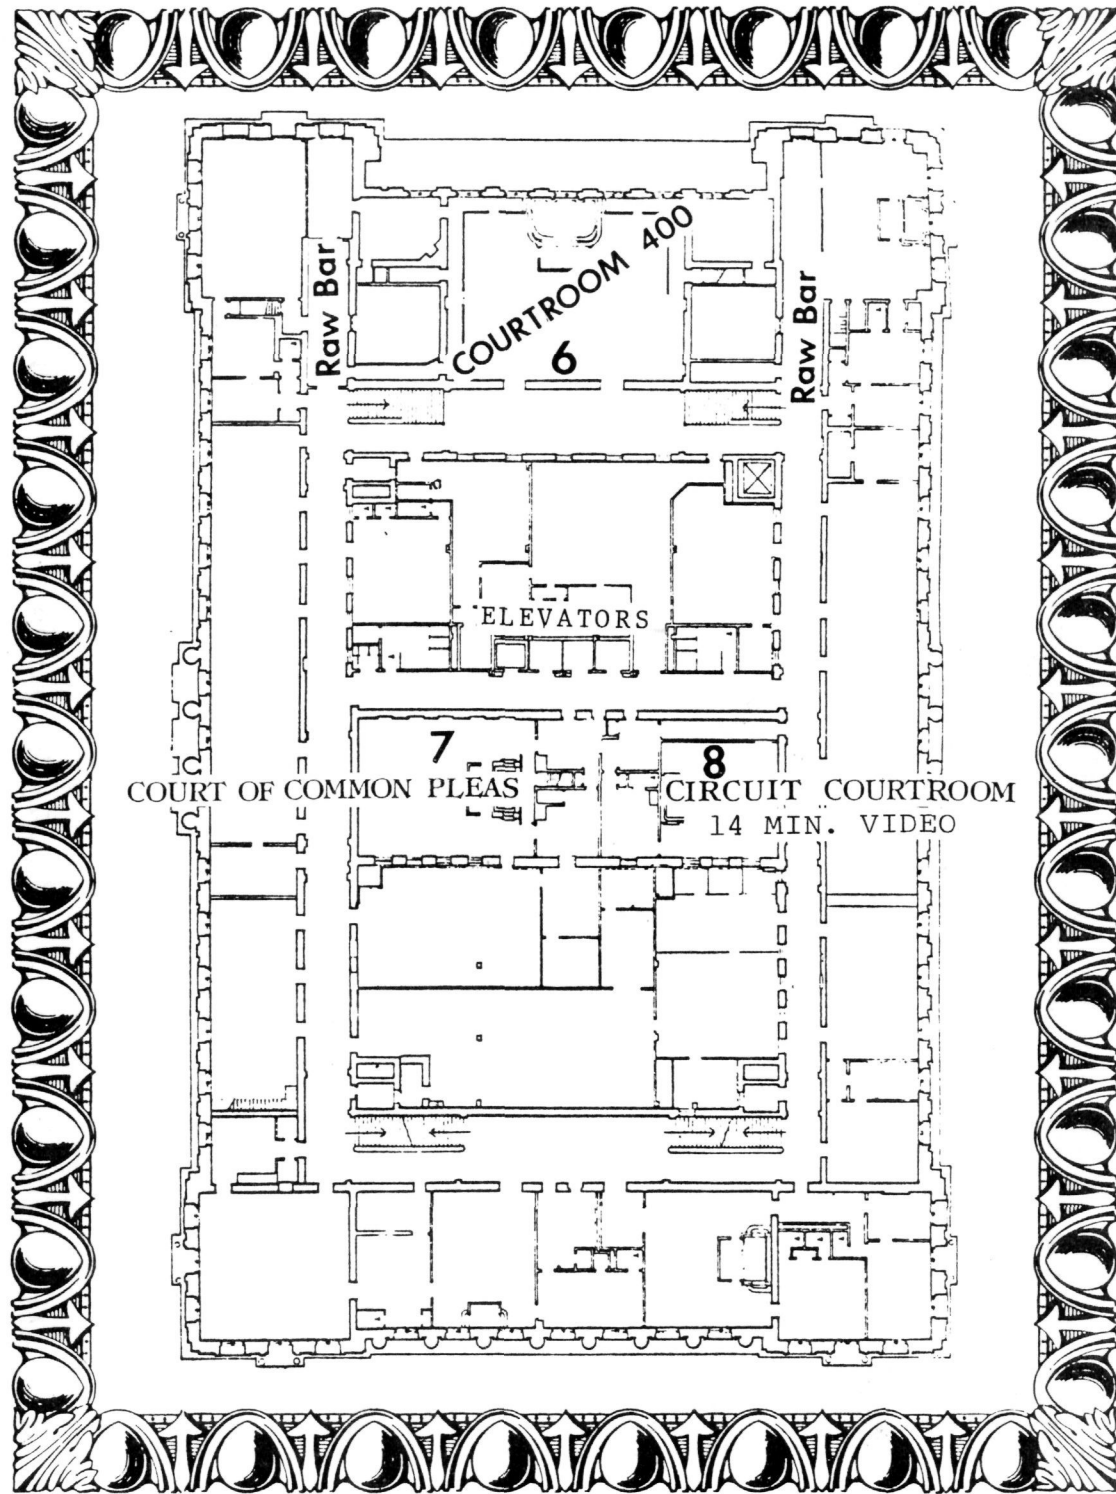 Raw Bar
COURTROOM 400
Raw Bar
6
ELEVATORS
7
8
COURT OF COMMON PLEAS
CIRCUIT COURTROOM
14 MIN. VIDEO